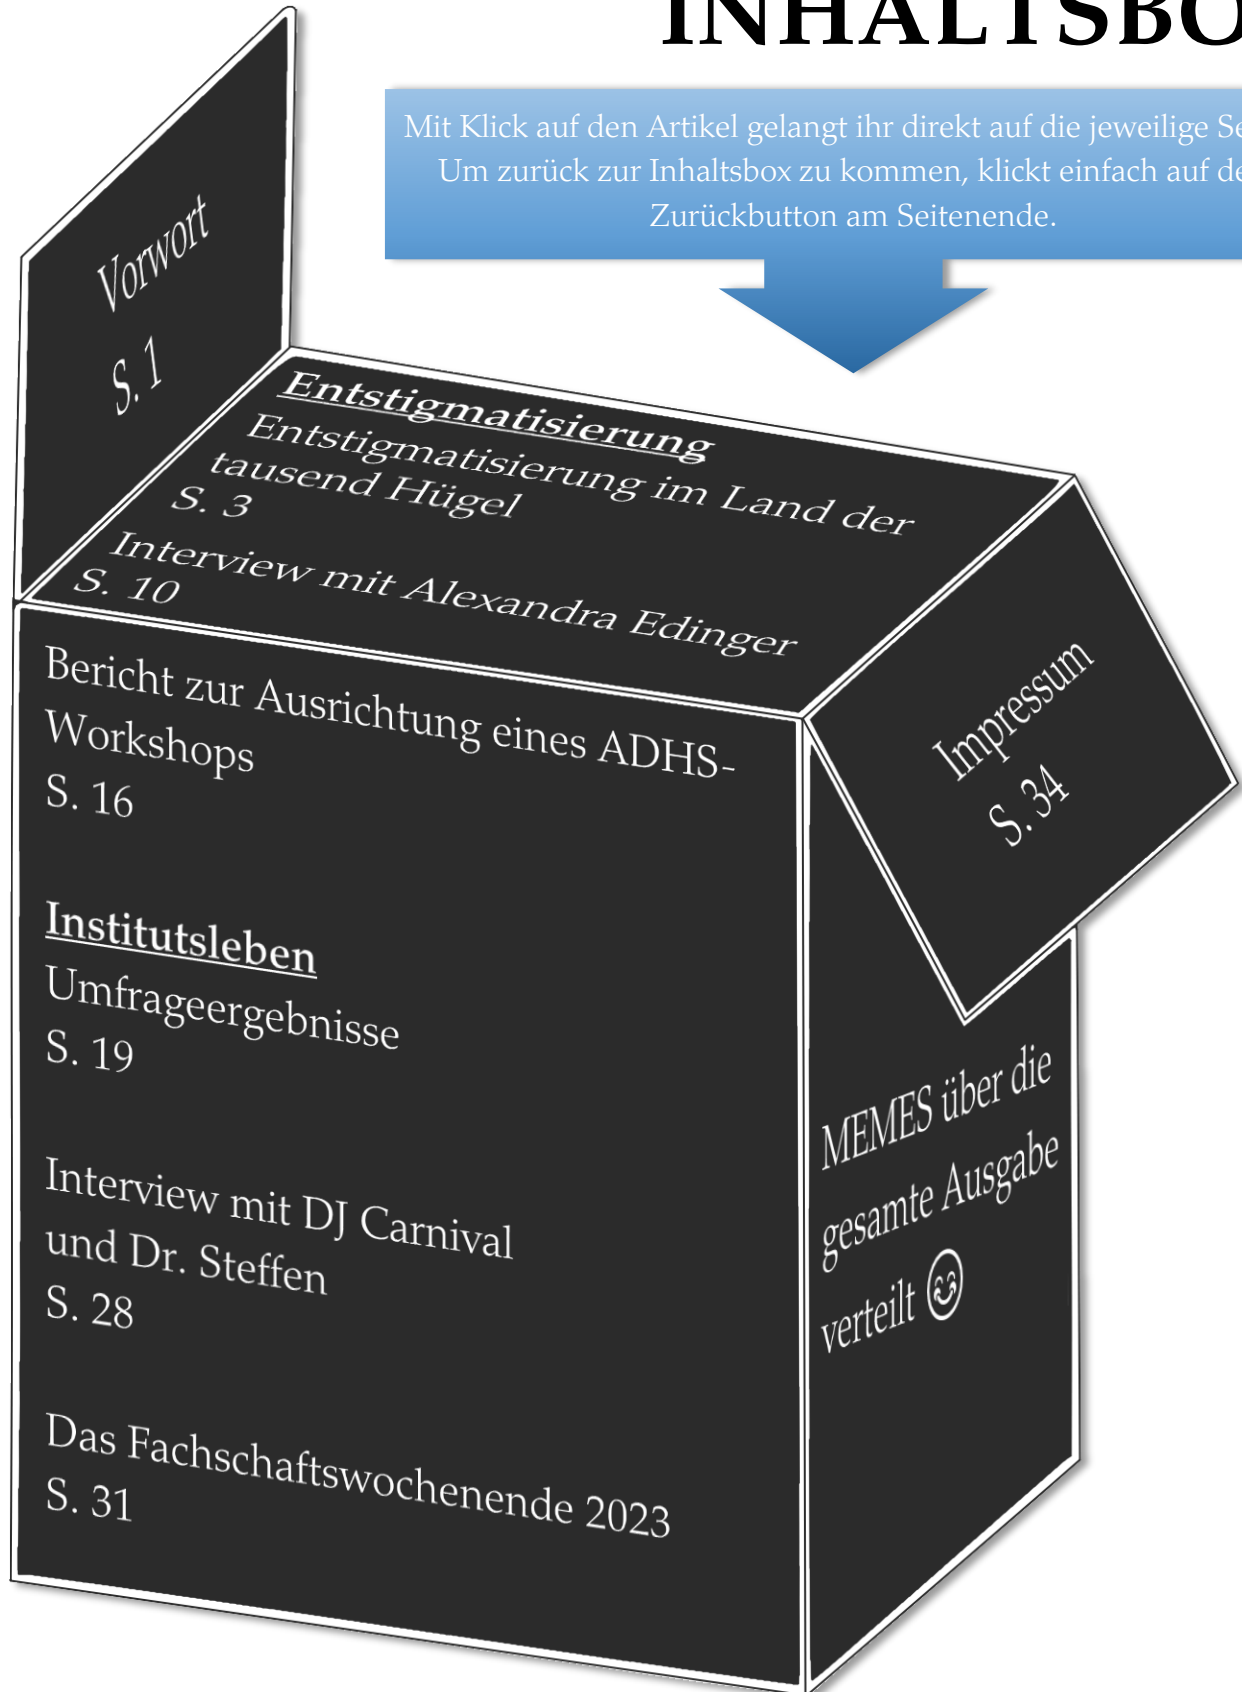 INHALTSBO
Mit Klick auf den Artikel gelangt ihr direkt auf die jeweilige Se
Um zurück zur Inhaltsbox zu kommen, klickt einfach auf de
Zurückbutton am Seitenende.
Vorwort
S. 1
Entstigmatisierung
Entstigmatisierung im Land der
tausend Hügel
S. 3
Interview mit Alexandra Edinger
S. 10
Bericht zur Ausrichtung eines ADHS-
Workshops
S. 16
Institutsleben
Umfrageergebnisse
S. 19
Interview mit DJ Carnival
und Dr. Steffen
S. 28
Das Fachschaftswochenende 2023
S. 31
Impressum
S. 34
MEMES über die
gesamte Ausgabe
verteilt